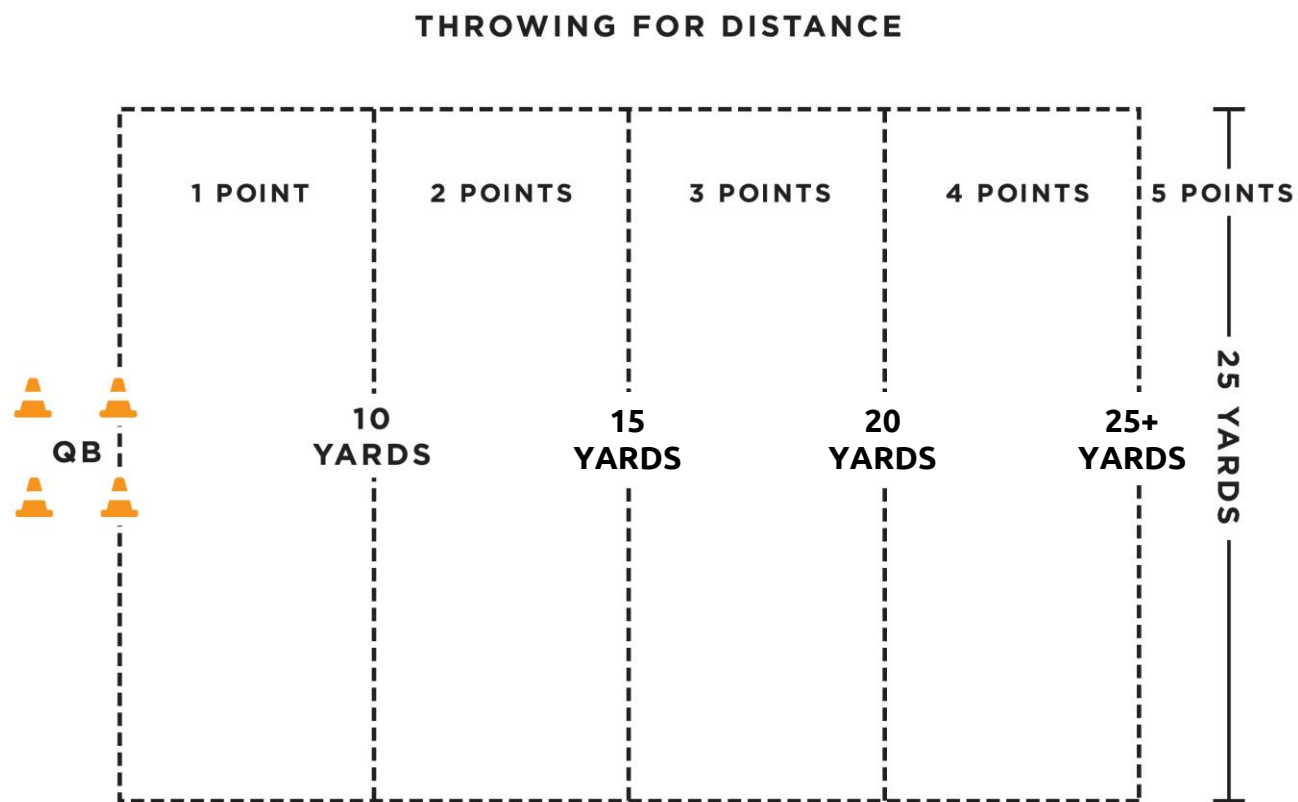 THROWING FOR DISTANCE
1 POINT
2 POINTS
3 POINTS
4 POINTS
5 POINTS
QB
10
YARDS
15
YARDS
20
YARDS
25+
YARDS
25 YARDS